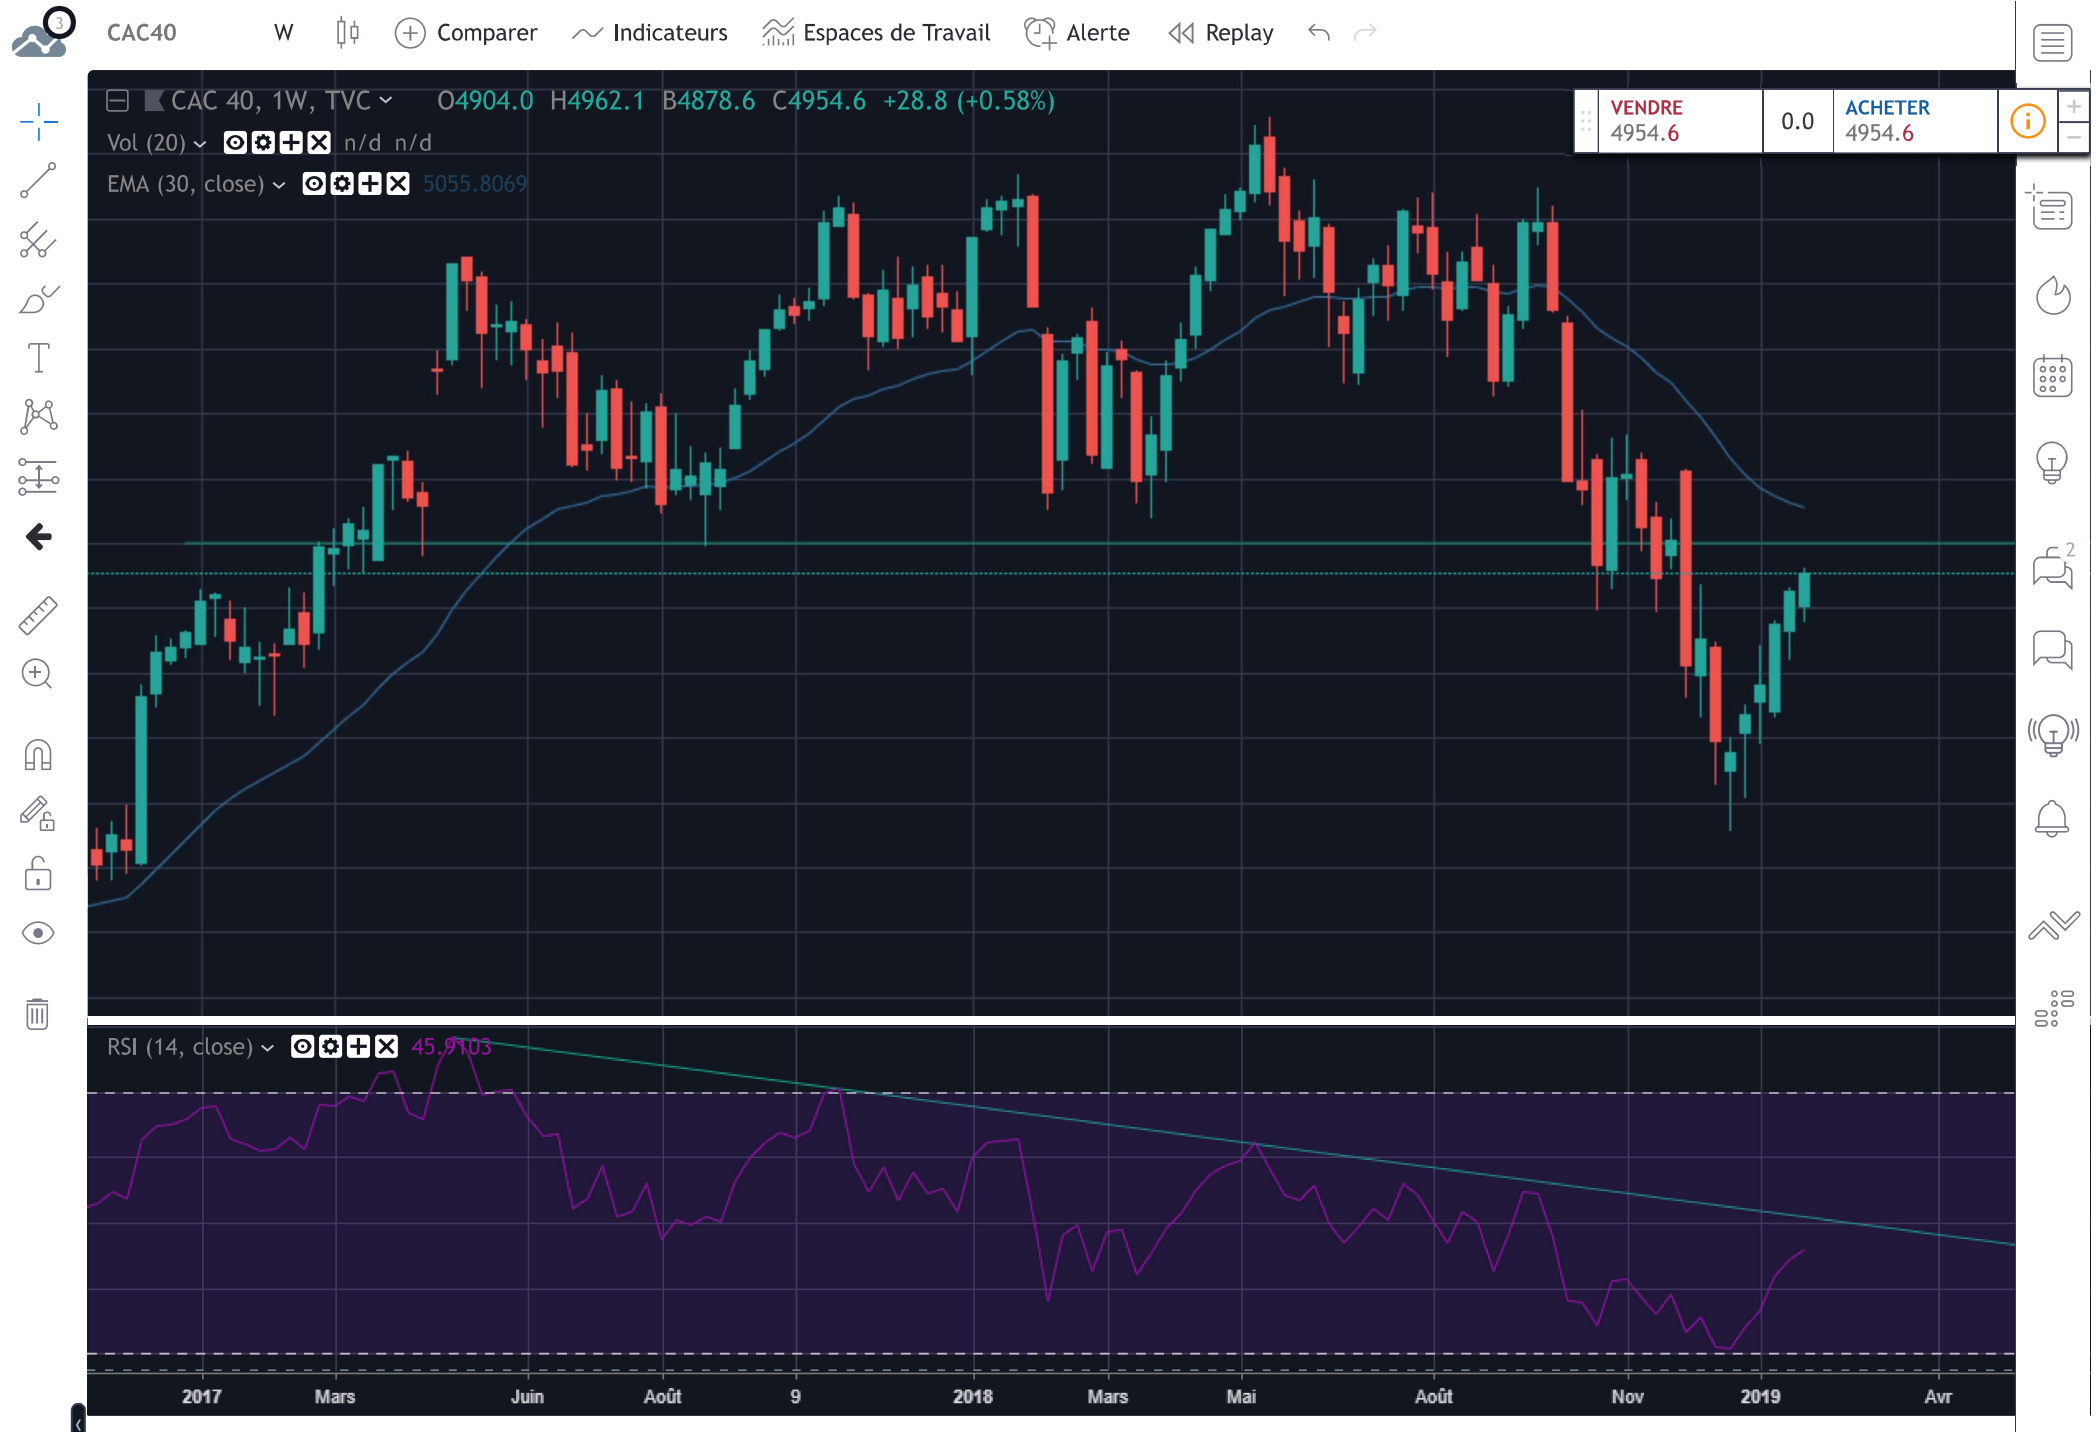 3
CAC40 W Comparer Indicateurs Espaces de Travail Alerte Replay
CAC 40, 1W, TVC O4904.0 H4962.1 B4878.6 C4954.6 +28.8 (+0.58%)
VENDRE
4954.6
0.0
ACHETER
4954.6
Vol (20) n/d n/d
EMA (30, close) 5055.8069
2
RSI (14, close) 45.9103
2017 Mars Juin Août 9 2018 Mars Mai Août Nov 2019 Avr